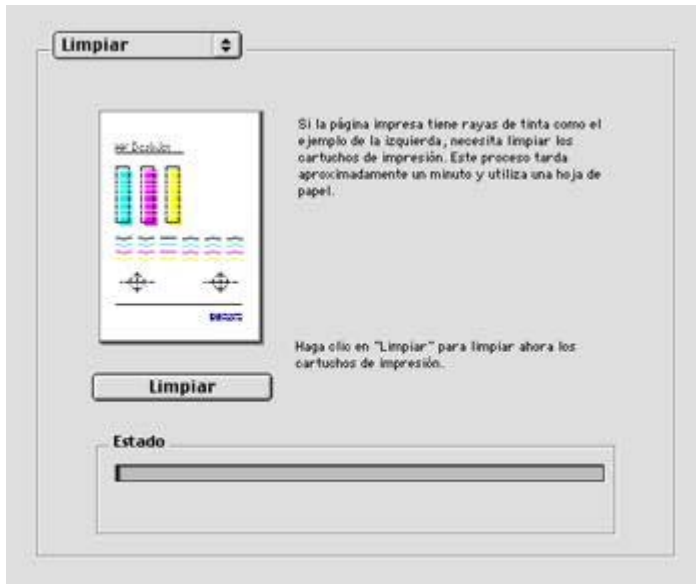 Limpiar
Si la página impresa tiene rayas de tinta como el
ejemplo de la izquierda, necesita limpiar los
cartuchos de impresión. Este proceso tarda
aproximadamente un minuto y utiliza una hoja de
papel.
Haga clic en "Limpiar" para limpiar ahora los
cartuchos de impresión.
Limpiar
Estado